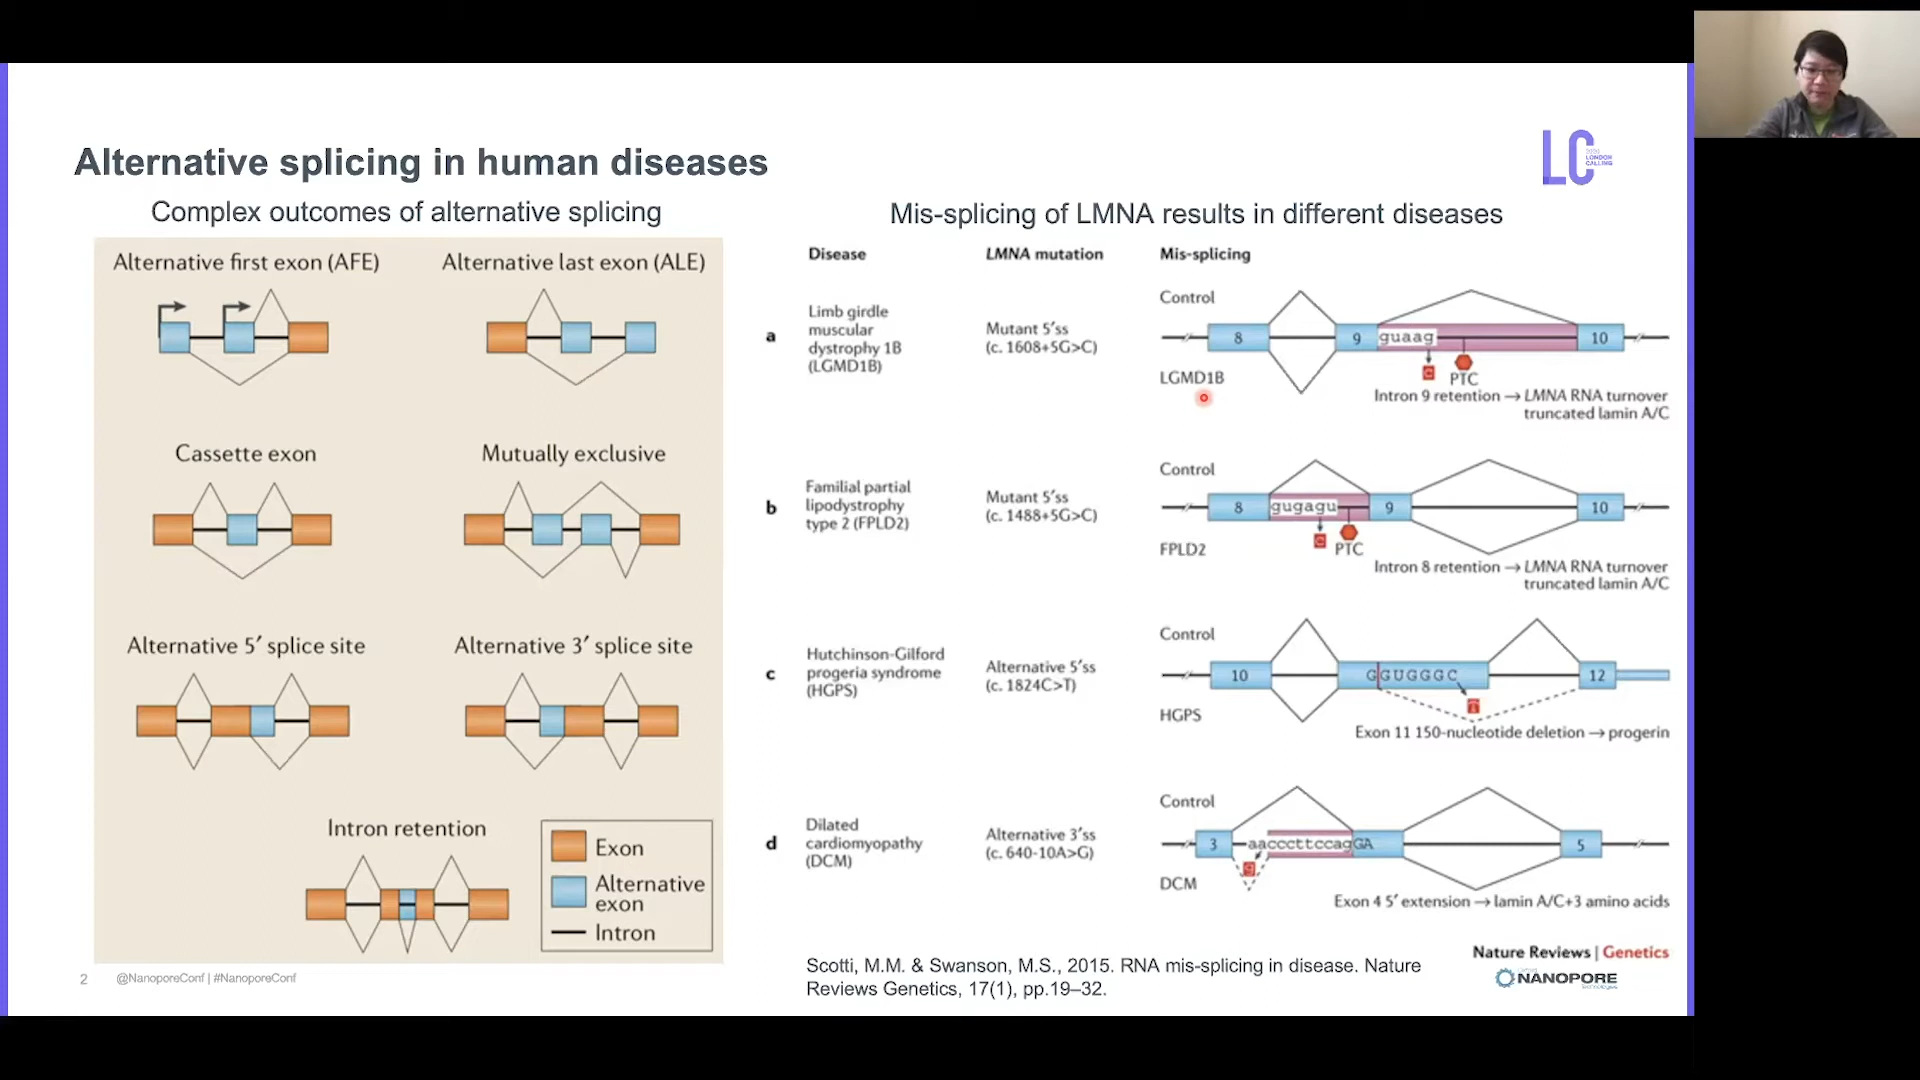 Alternative splicing in human diseases
LC
2020
LONDON
CALLING
Complex outcomes of alternative splicing
Alternative first exon (AFE)
Alternative last exon (ALE)
Cassette exon
Mutually exclusive
Alternative 5′ splice site
Alternative 3′ splice site
Intron retention
Exon
Alternative
exon
Intron
Mis-splicing of LMNA results in different diseases
Disease
LMNA mutation
Mis-splicing
a
Limb girdle
muscular
dystrophy 1B
(LGMD1B)
Mutant 5′ss
(c. 1608+5G>C)
Control
8
9
guaag
10
c
PTC
LGMD1B
Intron 9 retention → LMNA RNA turnover
truncated lamin A/C
b
Familial partial
lipodystrophy
type 2 (FPLD2)
Mutant 5′ss
(c. 1488+5G>C)
Control
8
gugagu
9
10
c
PTC
FPLD2
Intron 8 retention → LMNA RNA turnover
truncated lamin A/C
c
Hutchinson-Gilford
progeria syndrome
(HGPS)
Alternative 5′ss
(c. 1824C>T)
Control
10
GGUGGGC
12
HGPS
Exon 11 150-nucleotide deletion → progerin
d
Dilated
cardiomyopathy
(DCM)
Alternative 3′ss
(c. 640-10A>G)
Control
3
aacccttccagGA
5
g
DCM
Exon 4 5′ extension → lamin A/C+3 amino acids
Nature Reviews | Genetics
Scotti, M.M. & Swanson, M.S., 2015. RNA mis-splicing in disease. Nature
Reviews Genetics, 17(1), pp.19–32.
NANOPORE
2
@NanoporeConf | #NanoporeConf